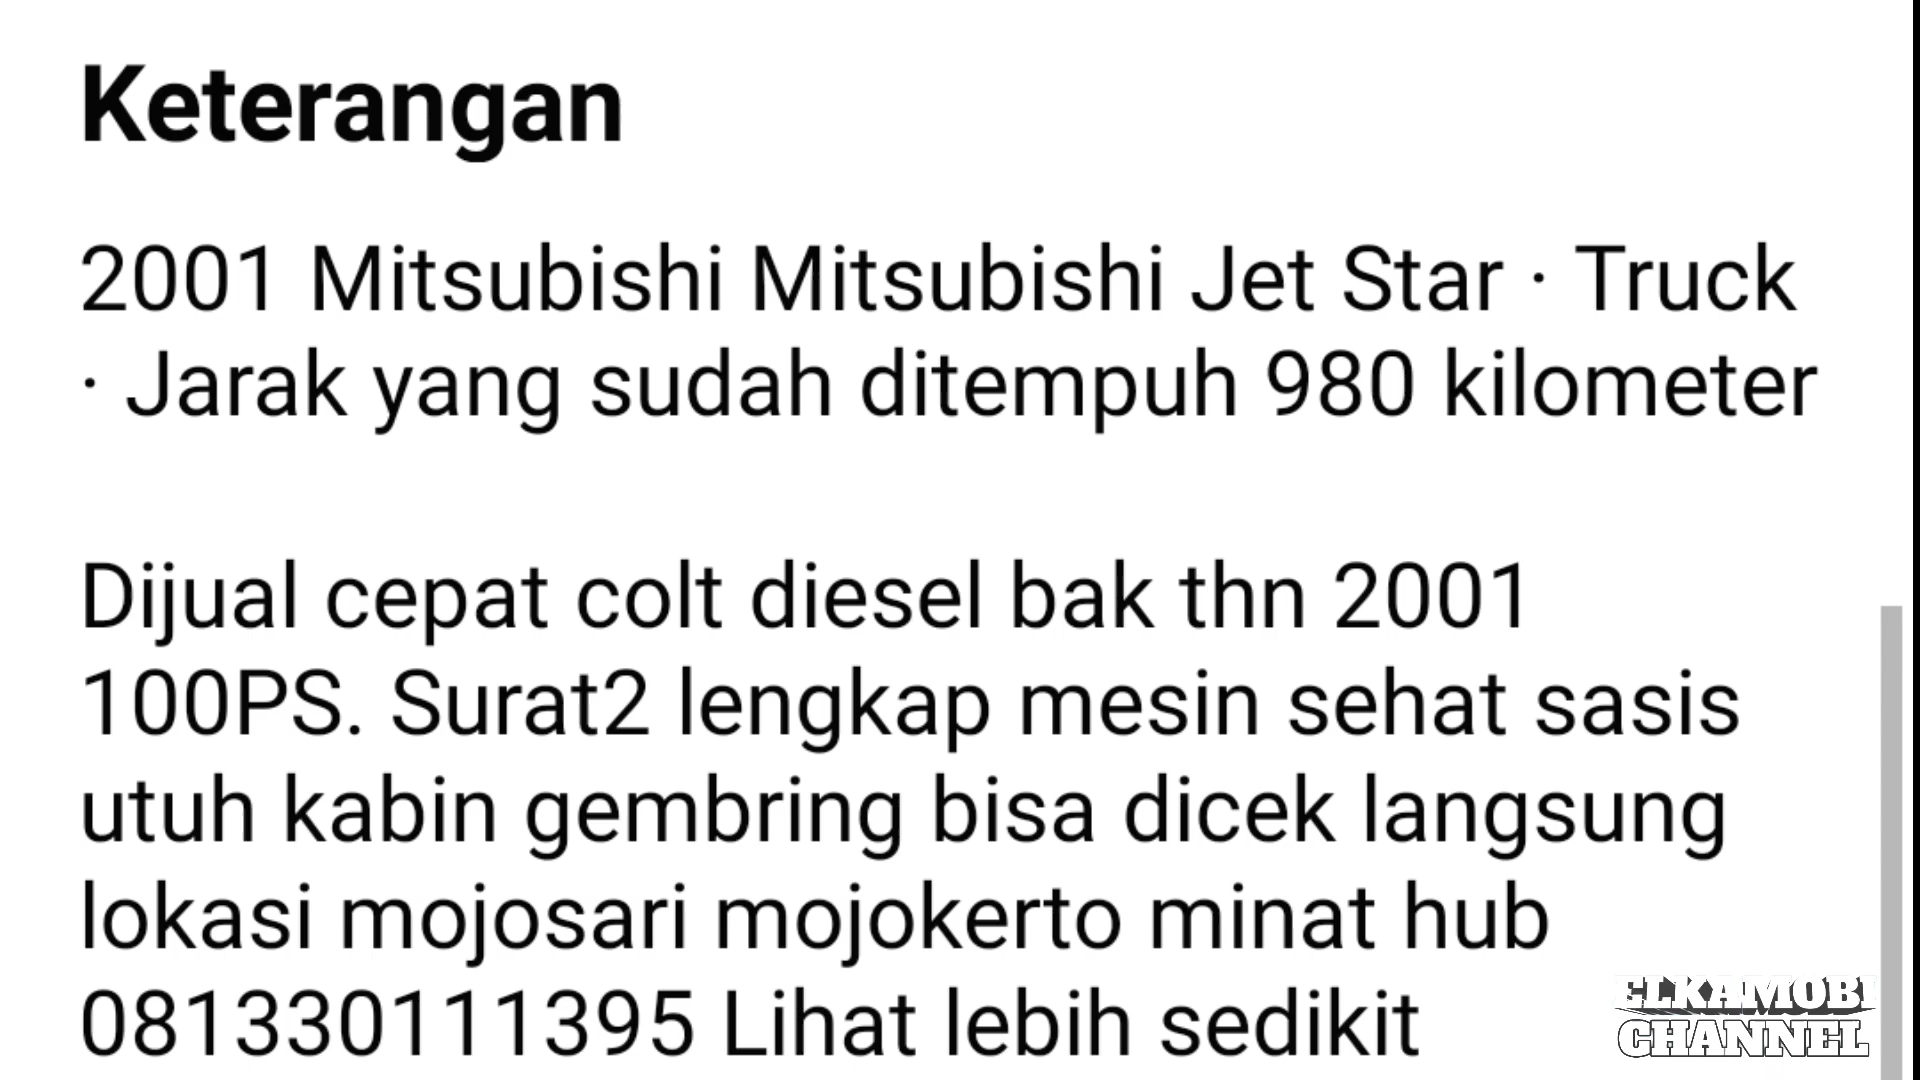 Keterangan
2001 Mitsubishi Mitsubishi Jet Star · Truck
· Jarak yang sudah ditempuh 980 kilometer
Dijual cepat colt diesel bak thn 2001
100PS. Surat2 lengkap mesin sehat sasis
utuh kabin gembring bisa dicek langsung
lokasi mojosari mojokerto minat hub
081330111395 Lihat lebih sedikit
ELKAMOBI
CHANNEL